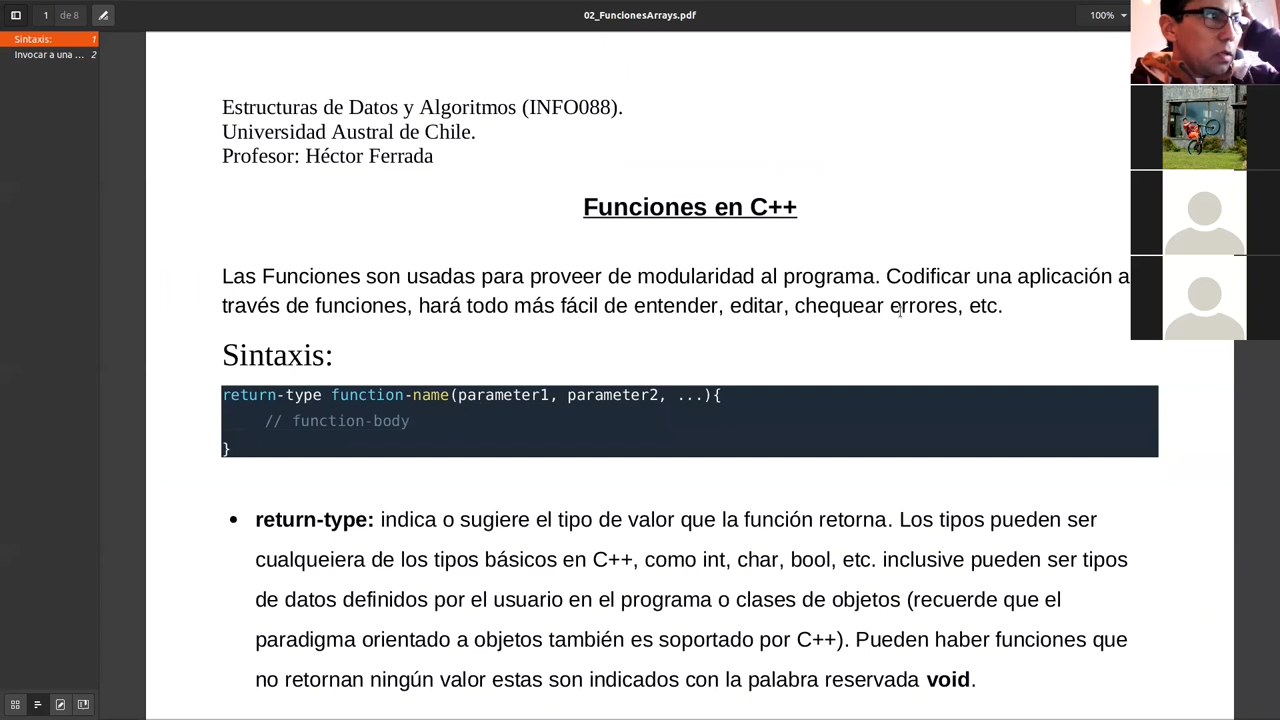 1 de 8
02_FuncionesArrays.pdf
100%
Sintaxis: 1
Invocar a una ... 2
Estructuras de Datos y Algoritmos (INFO088).
Universidad Austral de Chile.
Profesor: Héctor Ferrada
Funciones en C++
Las Funciones son usadas para proveer de modularidad al programa. Codificar una aplicación a
través de funciones, hará todo más fácil de entender, editar, chequear errores, etc.
Sintaxis:
return-type function-name(parameter1, parameter2, ...){
// function-body
}
• return-type: indica o sugiere el tipo de valor que la función retorna. Los tipos pueden ser
cualqueiera de los tipos básicos en C++, como int, char, bool, etc. inclusive pueden ser tipos
de datos definidos por el usuario en el programa o clases de objetos (recuerde que el
paradigma orientado a objetos también es soportado por C++). Pueden haber funciones que
no retornan ningún valor estas son indicados con la palabra reservada void.